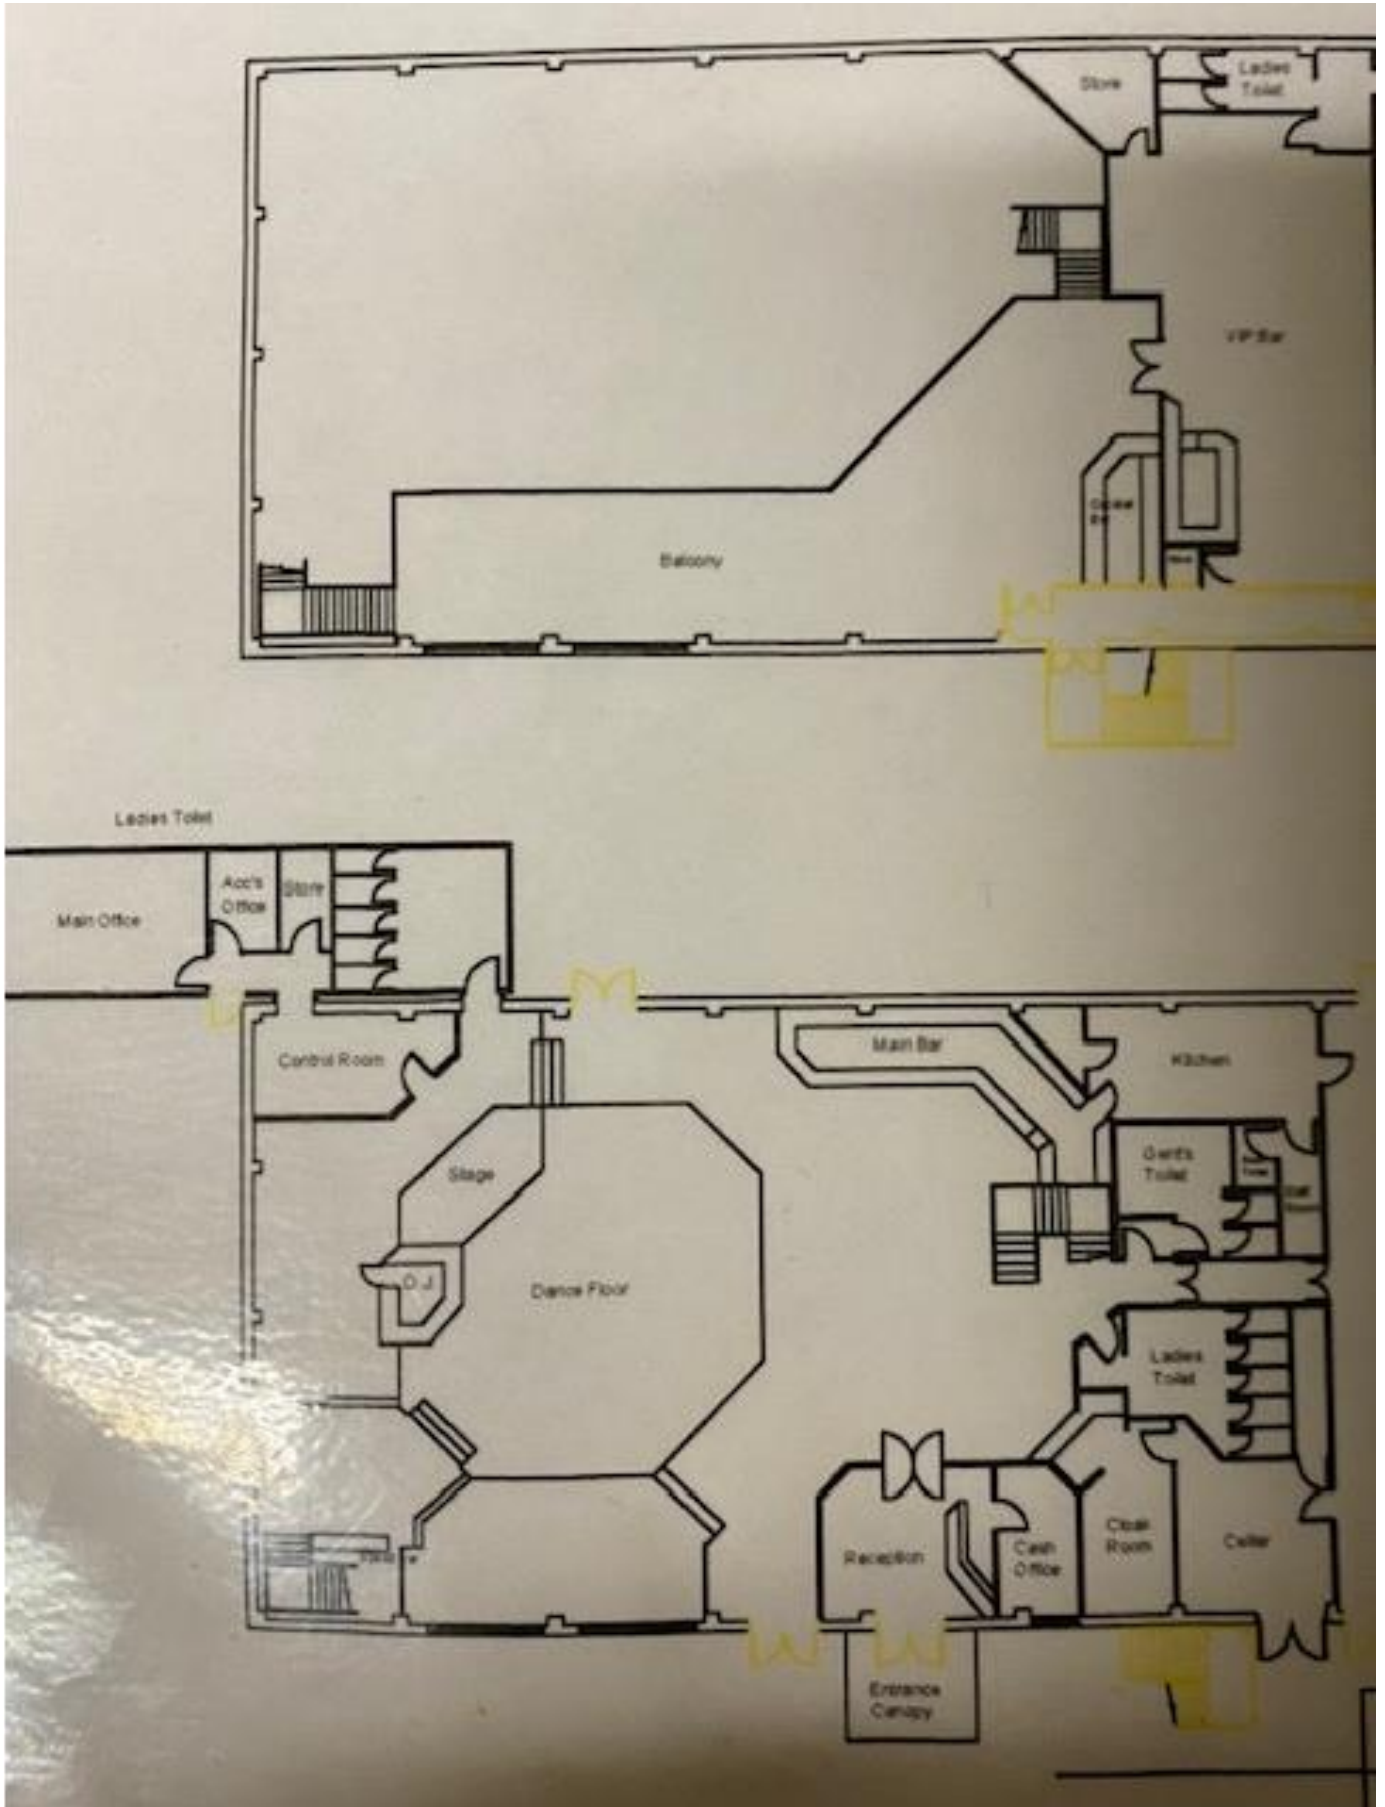 Store
Ladies
Toilet
VIP Bar
Balcony
Ladies Toilet
Acc's
Office
Store
Main Office
Control Room
Main Bar
Kitchen
Stage
Gent's
Toilet
D.J
Dance Floor
Ladies
Toilet
Reception
Cash
Office
Cloak
Room
Cellar
Entrance
Canopy